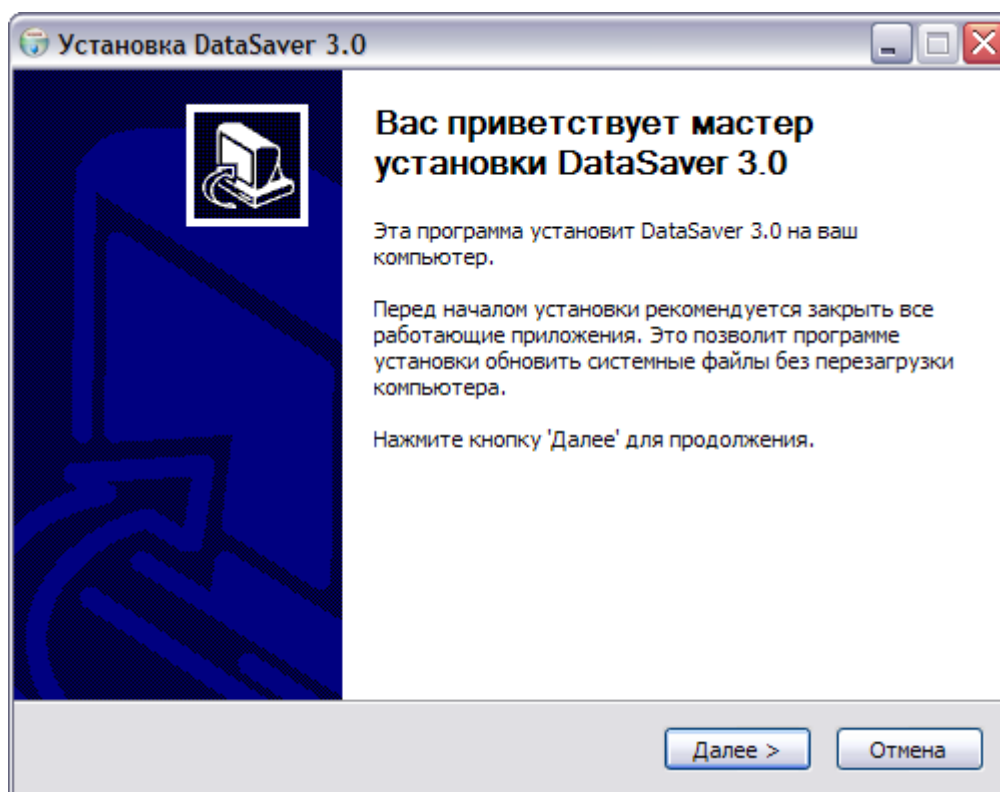 Установка DataSaver 3.0
Вас приветствует мастер
установки DataSaver 3.0
Эта программа установит DataSaver 3.0 на ваш
компьютер.
Перед началом установки рекомендуется закрыть все
работающие приложения. Это позволит программе
установки обновить системные файлы без перезагрузки
компьютера.
Нажмите кнопку 'Далее' для продолжения.
Далее >
Отмена